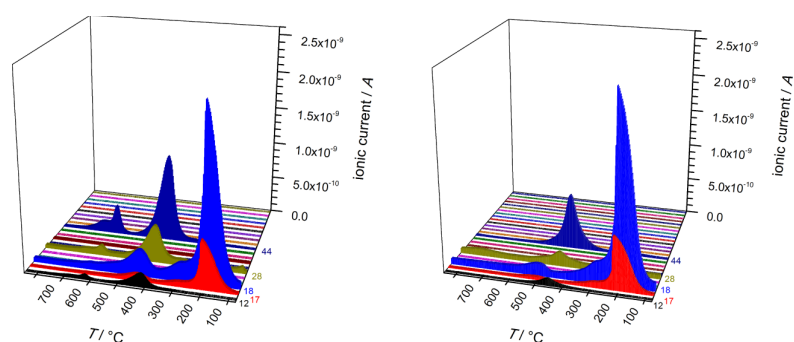 2.5x10⁻⁹
2.0x10⁻⁹
1.5x10⁻⁹
1.0x10⁻⁹
5.0x10⁻¹⁰
0.0
ionic current / A
44
28
18
17
12
700
600
500
400
300
200
100
T / °C
2.5x10⁻⁹
2.0x10⁻⁹
1.5x10⁻⁹
1.0x10⁻⁹
5.0x10⁻¹⁰
0.0
ionic current / A
44
28
18
17
12
700
600
500
400
300
200
100
T / °C